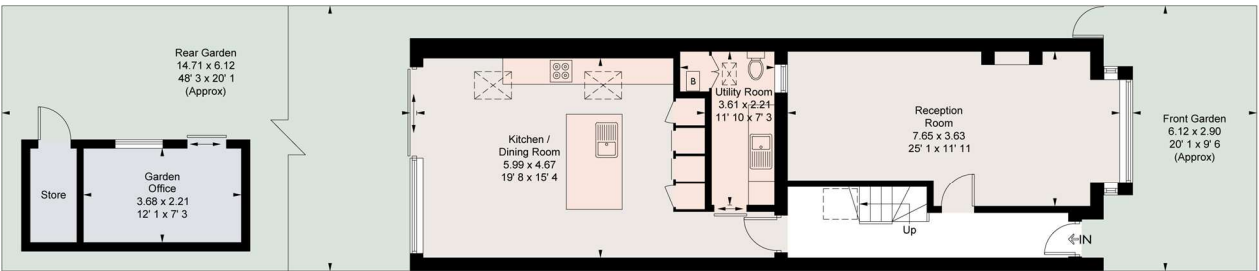 Rear Garden
14.71 x 6.12
48' 3 x 20' 1
(Approx)
Store
Garden
Office
3.68 x 2.21
12' 1 x 7' 3
Kitchen /
Dining Room
5.99 x 4.67
19' 8 x 15' 4
B
Utility Room
3.61 x 2.21
11' 10 x 7' 3
Reception
Room
7.65 x 3.63
25' 1 x 11' 11
Up
IN
Front Garden
6.12 x 2.90
20' 1 x 9' 6
(Approx)